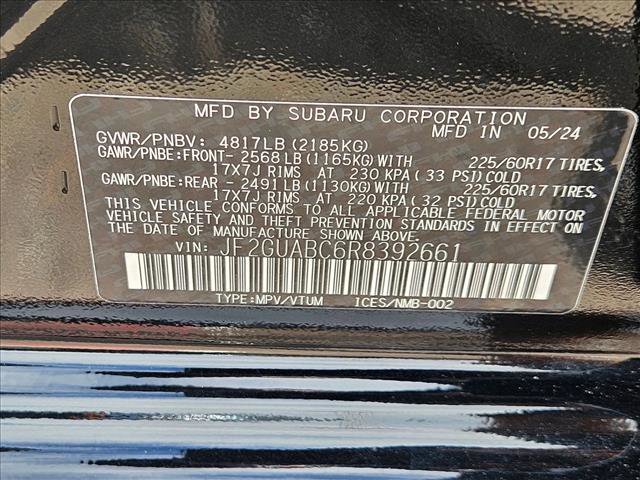 MFD BY SUBARU CORPORATION
GVWR/PNBV: 4817LB (2185KG) MFD IN 05/24
GAWR/PNBE:FRONT- 2568 LB (1165KG) WITH 225/60R17 TIRES,
17X7J RIMS AT 230 KPA (33 PSI) COLD
GAWR/PNBE:REAR - 2491 LB (1130KG) WITH 225/60R17 TIRES,
17X7J RIMS AT 220 KPA (32 PSI) COLD
THIS VEHICLE CONFORMS TO ALL APPLICABLE FEDERAL MOTOR
VEHICLE SAFETY AND THEFT PREVENTION STANDARDS IN EFFECT ON
THE DATE OF MANUFACTURE SHOWN ABOVE.
VIN: JF2GUABC6R8392661
TYPE:MPV/VTUM 1CES/NMB-002